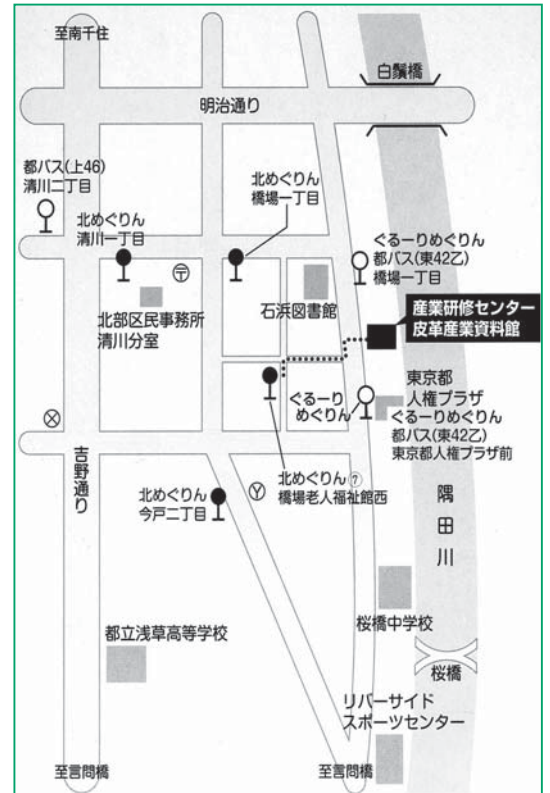 至南千住
白鬚橋
明治通り
都バス(上46)
清川二丁目
北めぐりん
清川一丁目
北めぐりん
橋場一丁目
ぐるーりめぐりん
都バス(東42乙)
橋場一丁目
〒
北部区民事務所
清川分室
石浜図書館
産業研修センター
皮革産業資料館
東京都
人権プラザ
ぐるーり
めぐりん
ぐるーりめぐりん
都バス(東42乙)
東京都人権プラザ前
吉野通り
北めぐりん⑦
橋場老人福祉館西
北めぐりん
今戸二丁目
隅田川
桜橋中学校
都立浅草高等学校
桜橋
リバーサイド
スポーツセンター
至言問橋
至言問橋